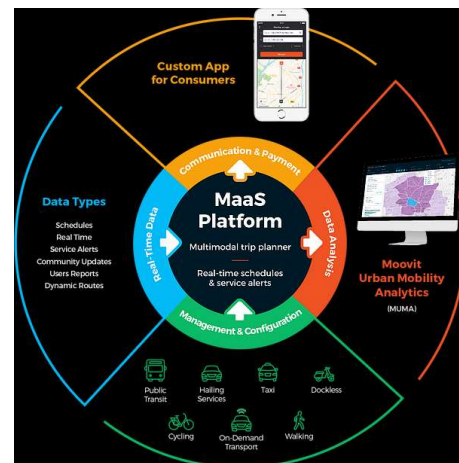 Custom App
for Consumers
Communication & Payment
Data Types
Schedules
Real Time
Service Alerts
Community Updates
Users Reports
Dynamic Routes
Real-Time Data
MaaS
Platform
Multimodal trip planner
Real-time schedules
& service alerts
Data Analysis
Moovit
Urban Mobility
Analytics
(MUMA)
Management & Configuration
Public
Transit
Hailing
Services
Taxi
Dockless
Cycling
On-Demand
Transport
Walking